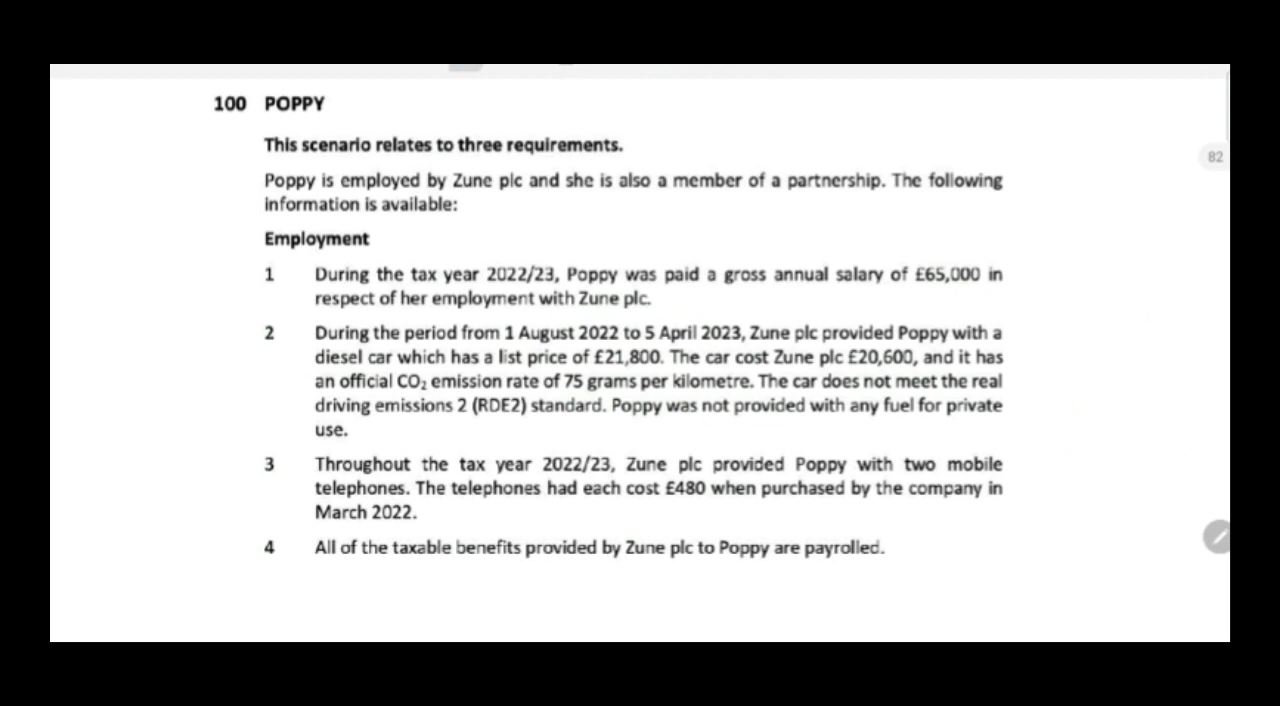 100 POPPY
This scenario relates to three requirements.
Poppy is employed by Zune plc and she is also a member of a partnership. The following
information is available:
Employment
1 During the tax year 2022/23, Poppy was paid a gross annual salary of £65,000 in
respect of her employment with Zune plc.
2 During the period from 1 August 2022 to 5 April 2023, Zune plc provided Poppy with a
diesel car which has a list price of £21,800. The car cost Zune plc £20,600, and it has
an official CO₂ emission rate of 75 grams per kilometre. The car does not meet the real
driving emissions 2 (RDE2) standard. Poppy was not provided with any fuel for private
use.
3 Throughout the tax year 2022/23, Zune plc provided Poppy with two mobile
telephones. The telephones had each cost £480 when purchased by the company in
March 2022.
4 All of the taxable benefits provided by Zune plc to Poppy are payrolled.
82